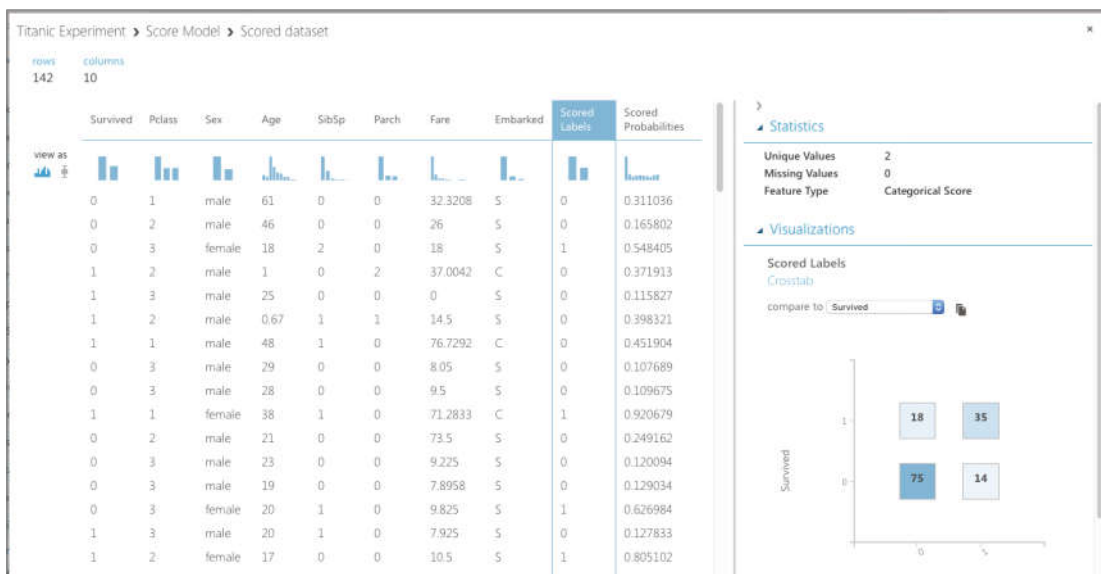 Titanic Experiment ❯ Score Model ❯ Scored dataset
×
rows columns
142 10
Survived Pclass Sex Age SibSp Parch Fare Embarked Scored Labels Scored Probabilities
view as
0 1 male 61 0 0 32.3208 S 0 0.311036
0 2 male 46 0 0 26 S 0 0.165802
0 3 female 18 2 0 18 S 1 0.548405
1 2 male 1 0 2 37.0042 C 0 0.371913
1 3 male 25 0 0 0 S 0 0.115827
1 2 male 0.67 1 1 14.5 S 0 0.398321
1 1 male 48 1 0 76.7292 C 0 0.451904
0 3 male 29 0 0 8.05 S 0 0.107689
0 3 male 28 0 0 9.5 S 0 0.109675
1 1 female 38 1 0 71.2833 C 1 0.920679
0 2 male 21 0 0 73.5 S 0 0.249162
0 3 male 23 0 0 9.225 S 0 0.120094
0 3 male 19 0 0 7.8958 S 0 0.129034
0 3 female 20 1 0 9.825 S 1 0.626984
1 3 male 20 1 0 7.925 S 0 0.127833
1 2 female 17 0 0 10.5 S 1 0.805102
Statistics
Unique Values 2
Missing Values 0
Feature Type Categorical Score
Visualizations
Scored Labels
Crosstab
compare to Survived
1 18 35
Survived
0 75 14
0 1